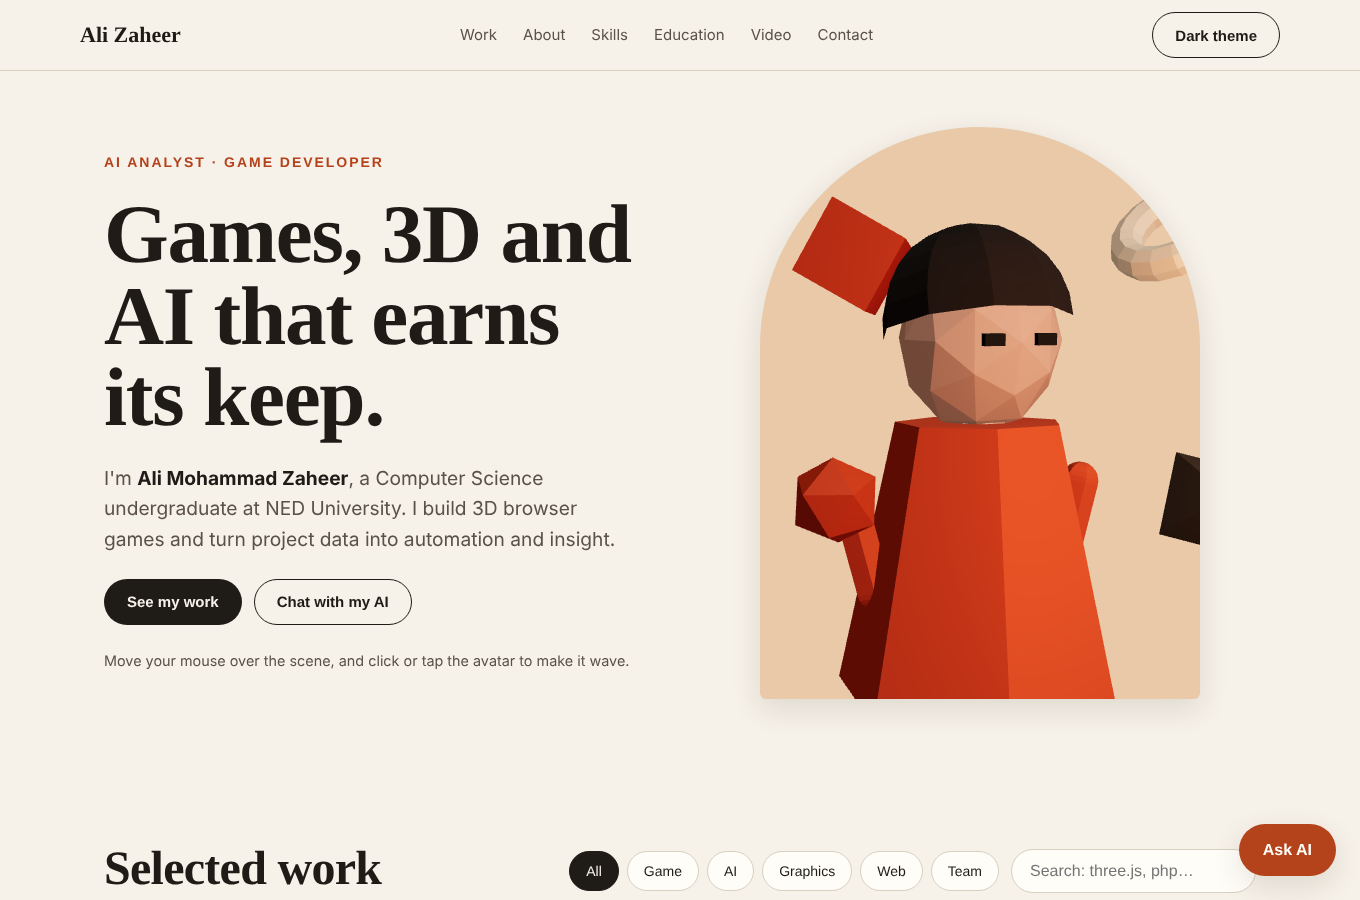 Ali Zaheer
Work About Skills Education Video Contact
Dark theme
AI ANALYST · GAME DEVELOPER
Games, 3D and
AI that earns
its keep.
I'm Ali Mohammad Zaheer, a Computer Science
undergraduate at NED University. I build 3D browser
games and turn project data into automation and insight.
See my work
Chat with my AI
Move your mouse over the scene, and click or tap the avatar to make it wave.
Selected work
All Game AI Graphics Web Team
Search: three.js, php…
Ask AI